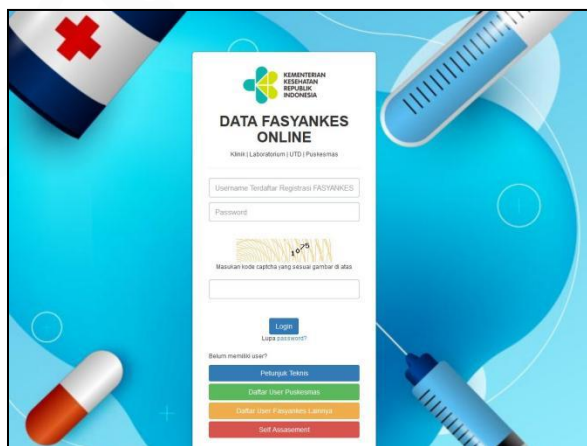 KEMENTERIAN
KESEHATAN
REPUBLIK
INDONESIA
DATA FASYANKES
ONLINE
Klinik | Laboratorium | UTD | Puskesmas
Username Terdaftar Registrasi FASYANKES
Password
1075
Masukan kode captcha yang sesuai gambar di atas
Login
Lupa password?
Belum memiliki user?
Petunjuk Teknis
Daftar User Puskesmas
Daftar User Fasyankes Lainnya
Self Assasement